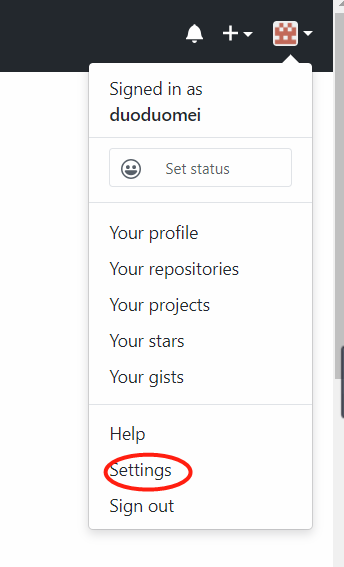 Signed in as
duoduomei
Set status
Your profile
Your repositories
Your projects
Your stars
Your gists
Help
Settings
Sign out